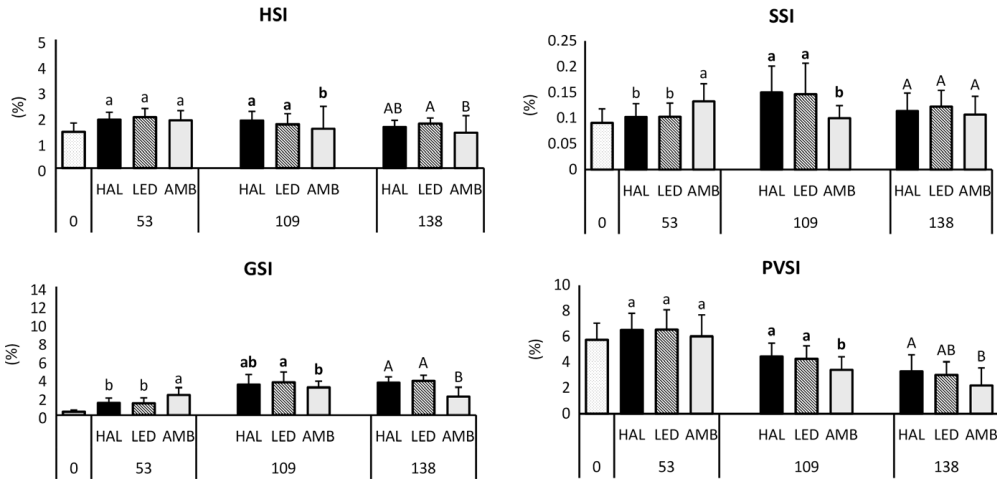 HSI
5
4
3
2
1
0
(%)
a a a a a b AB A B
HAL LED AMB HAL LED AMB HAL LED AMB
0 53 109 138
SSI
0.25
0.2
0.15
0.1
0.05
0
(%)
b b a a a b A A A
HAL LED AMB HAL LED AMB HAL LED AMB
0 53 109 138
GSI
14
12
10
8
6
4
2
0
(%)
b b a ab a b A A B
HAL LED AMB HAL LED AMB HAL LED AMB
0 53 109 138
PVSI
10
8
6
4
2
0
(%)
a a a a a b A AB B
HAL LED AMB HAL LED AMB HAL LED AMB
0 53 109 138